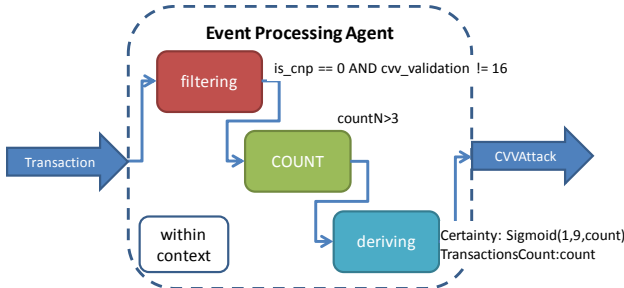 Event Processing Agent
filtering
is_cnp == 0 AND cvv_validation != 16
countN>3
Transaction
COUNT
CVVAttack
within
context
deriving
Certainty: Sigmoid(1,9,count)
TransactionsCount:count